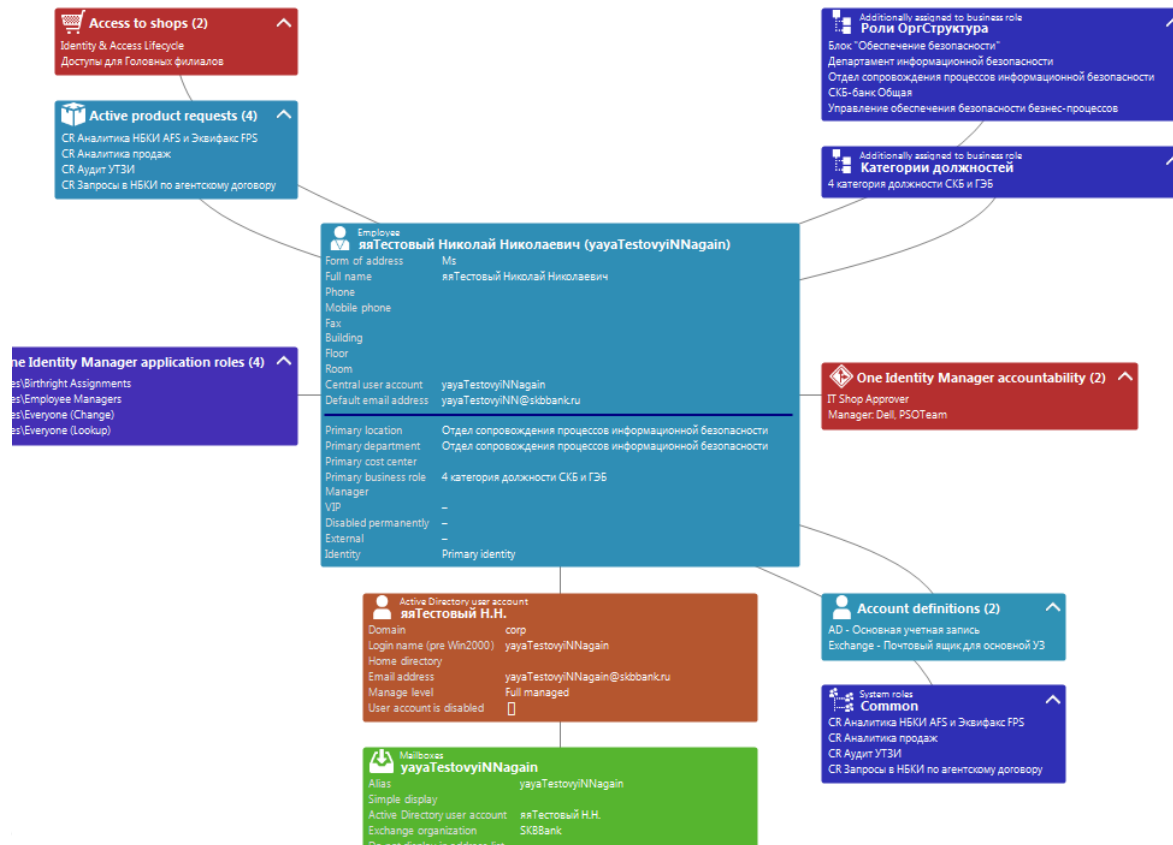 Access to shops (2)
Identity & Access Lifecycle
Доступы для Головных филиалов
Active product requests (4)
CR Аналитика НБКИ AFS и Эквифакс FPS
CR Аналитика продаж
CR Аудит УТЗИ
CR Запросы в НБКИ по агентскому договору
Additionally assigned to business role
Роли ОргСтруктура
Блок "Обеспечение безопасности"
Департамент информационной безопасности
Отдел сопровождения процессов информационной безопасности
СКБ-банк Общая
Управление обеспечения безопасности безнес-процессов
Additionally assigned to business role
Категории должностей
4 категория должности СКБ и ГЭБ
Employee
яяТестовый Николай Николаевич (yayaTestovyiNNagain)
Form of address Ms
Full name яяТестовый Николай Николаевич
Phone
Mobile phone
Fax
Building
Floor
Room
Central user account yayaTestovyiNNagain
Default email address yayaTestovyiNN@skbbank.ru
Primary location Отдел сопровождения процессов информационной безопасности
Primary department Отдел сопровождения процессов информационной безопасности
Primary cost center
Primary business role 4 категория должности СКБ и ГЭБ
Manager
VIP –
Disabled permanently –
External –
Identity Primary identity
ne Identity Manager application roles (4)
es\Birthright Assignments
es\Employee Managers
es\Everyone (Change)
es\Everyone (Lookup)
One Identity Manager accountability (2)
IT Shop Approver
Manager: Dell, PSOTeam
Active Directory user account
яяТестовый Н.Н.
Domain corp
Login name (pre Win2000) yayaTestovyiNNagain
Home directory
Email address yayaTestovyiNNagain@skbbank.ru
Manage level Full managed
User account is disabled
Account definitions (2)
AD - Основная учетная запись
Exchange - Почтовый ящик для основной УЗ
System roles
Common
CR Аналитика НБКИ AFS и Эквифакс FPS
CR Аналитика продаж
CR Аудит УТЗИ
CR Запросы в НБКИ по агентскому договору
Mailboxes
yayaTestovyiNNagain
Alias yayaTestovyiNNagain
Simple display
Active Directory user account яяТестовый Н.Н.
Exchange organization SKBBank
Do not display in address list